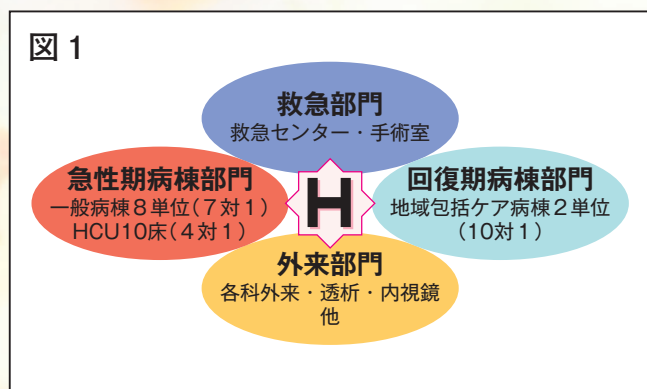 図1
救急部門
救急センター・手術室
急性期病棟部門
一般病棟8単位(7対1)
HCU10床(4対1)
H
回復期病棟部門
地域包括ケア病棟2単位
(10対1)
外来部門
各科外来・透析・内視鏡
他